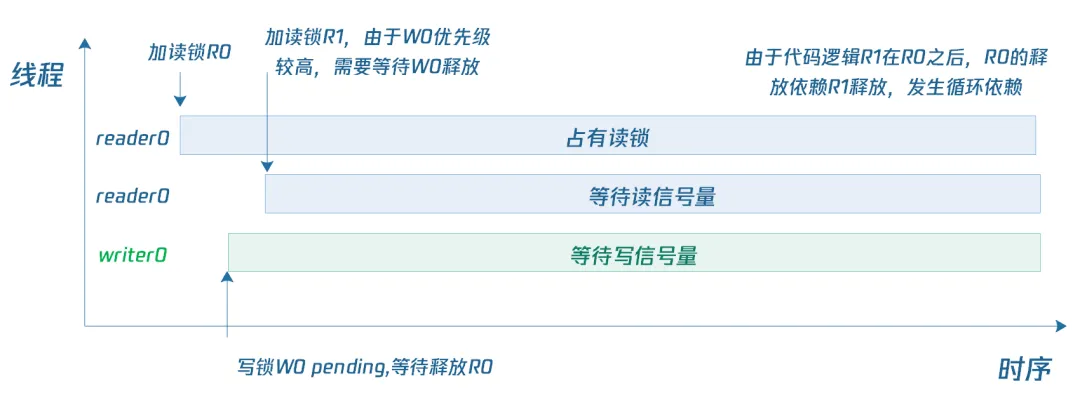 加读锁R0
加读锁R1，由于W0优先级
较高，需要等待W0释放
由于代码逻辑R1在R0之后，R0的释
放依赖R1释放，发生循环依赖
线程
reader0
占有读锁
reader0
等待读信号量
writer0
等待写信号量
写锁W0 pending,等待释放R0
时序